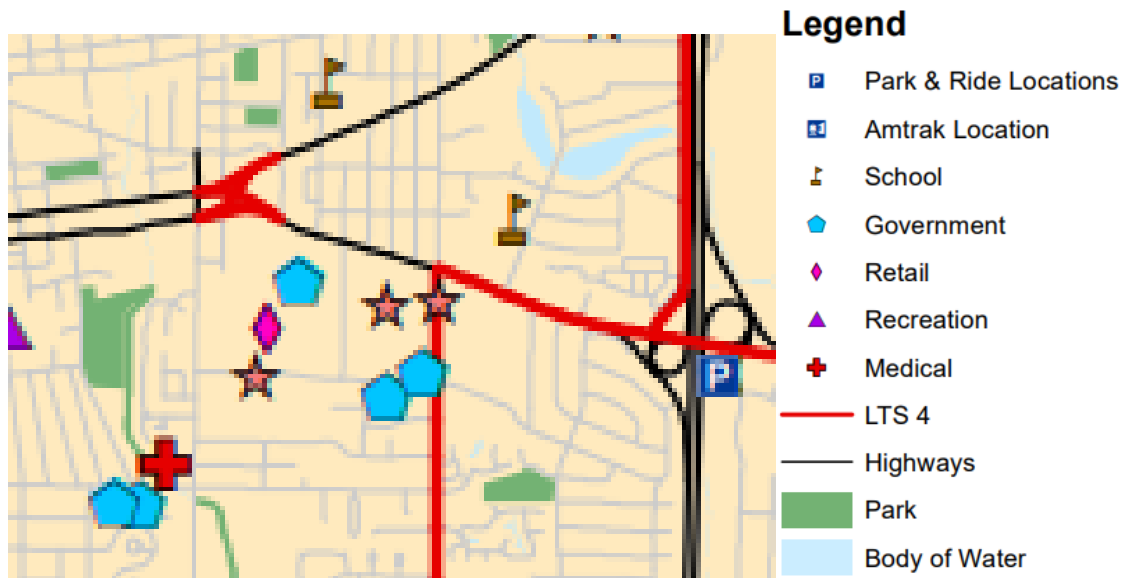 Legend
P Park & Ride Locations
Amtrak Location
School
Government
Retail
Recreation
Medical
LTS 4
Highways
Park
Body of Water
P